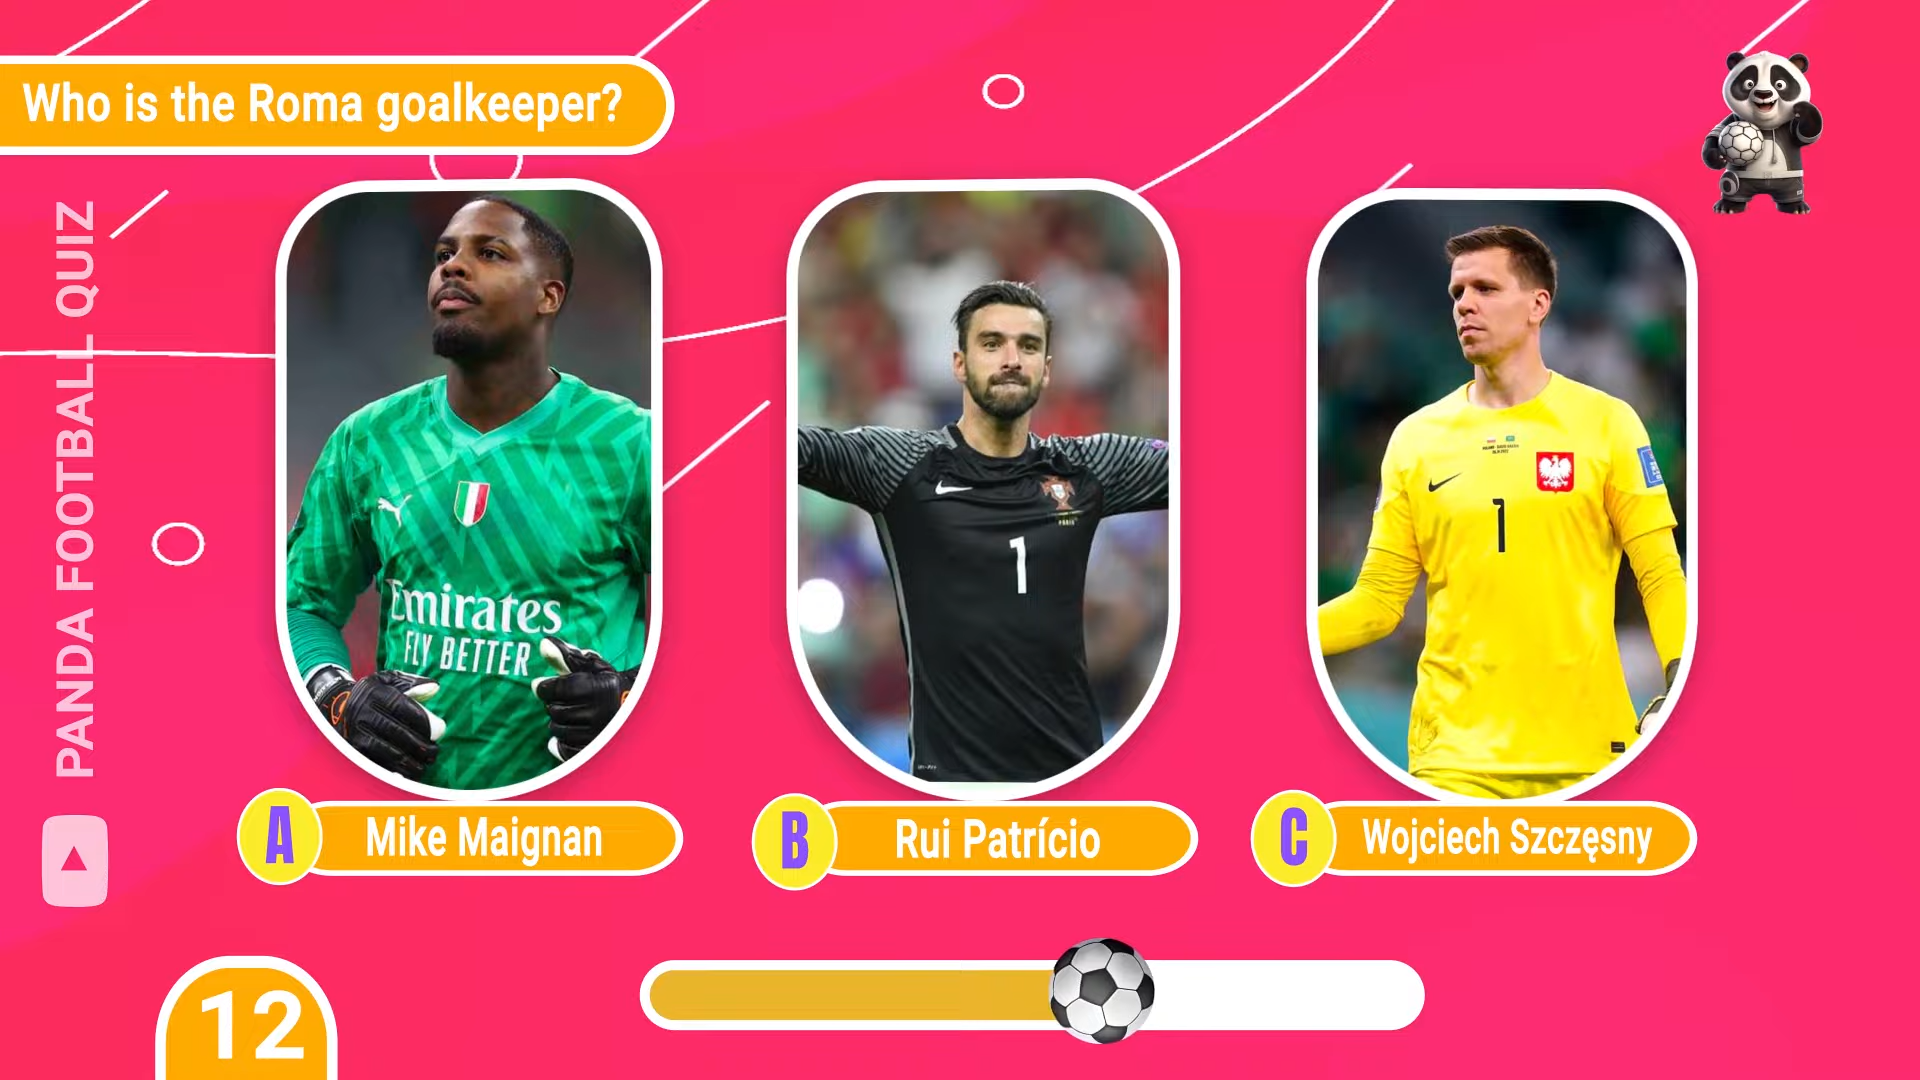 Who is the Roma goalkeeper?
PANDA FOOTBALL QUIZ
Emirates
FLY BETTER
1
1
A
Mike Maignan
B
Rui Patrício
C
Wojciech Szczęsny
12